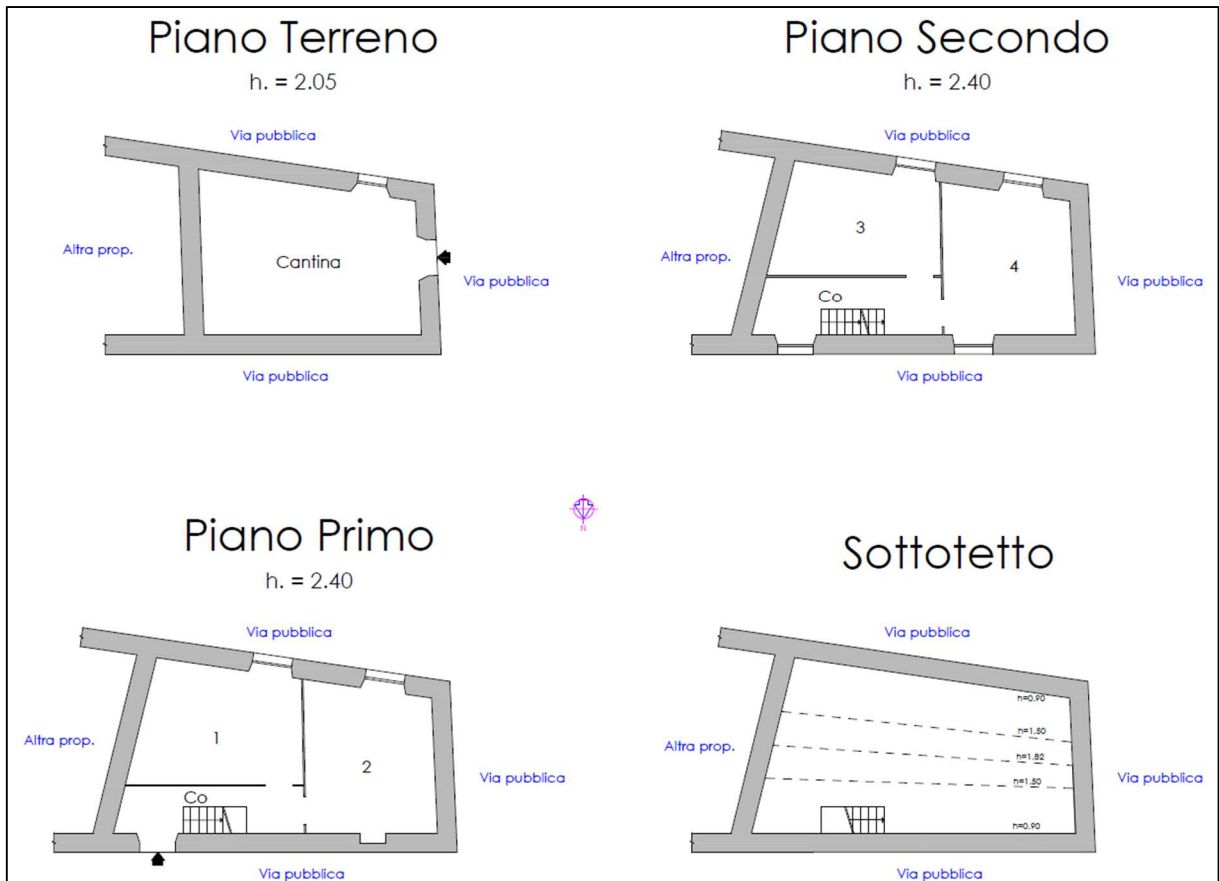 Piano Terreno
h. = 2.05
Via pubblica
Altra prop.
Cantina
Via pubblica
Via pubblica
Piano Secondo
h. = 2.40
Via pubblica
3
Altra prop.
4
Via pubblica
Co
Via pubblica
N
Piano Primo
h. = 2.40
Via pubblica
1
Altra prop.
2
Via pubblica
Co
Via pubblica
Sottotetto
Via pubblica
h=0.90
h=1.50
Altra prop.
h=1.82
Via pubblica
h=1.50
h=0.90
Via pubblica